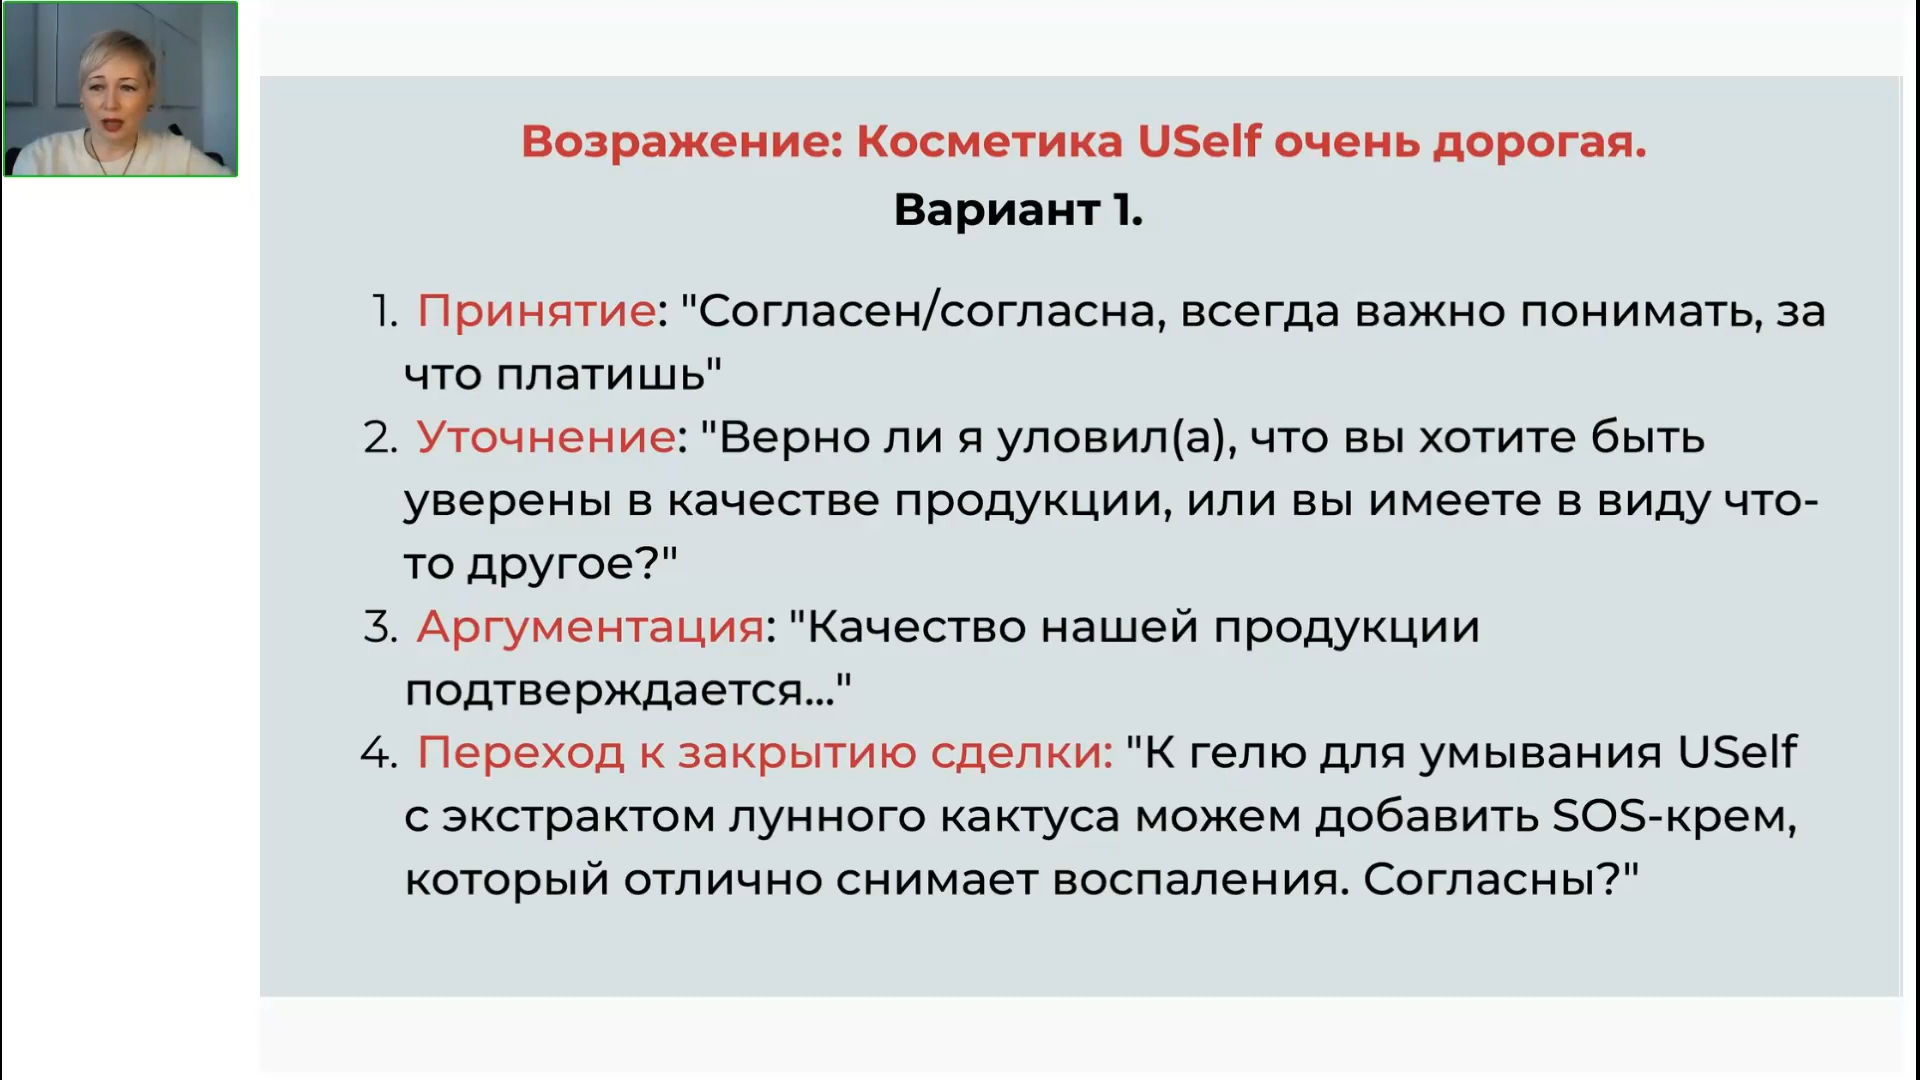 Возражение: Косметика USelf очень дорогая.
Вариант 1.
1. Принятие: "Согласен/согласна, всегда важно понимать, за
что платишь"
2. Уточнение: "Верно ли я уловил(а), что вы хотите быть
уверены в качестве продукции, или вы имеете в виду что-
то другое?"
3. Аргументация: "Качество нашей продукции
подтверждается..."
4. Переход к закрытию сделки: "К гелю для умывания USelf
с экстрактом лунного кактуса можем добавить SOS-крем,
который отлично снимает воспаления. Согласны?"